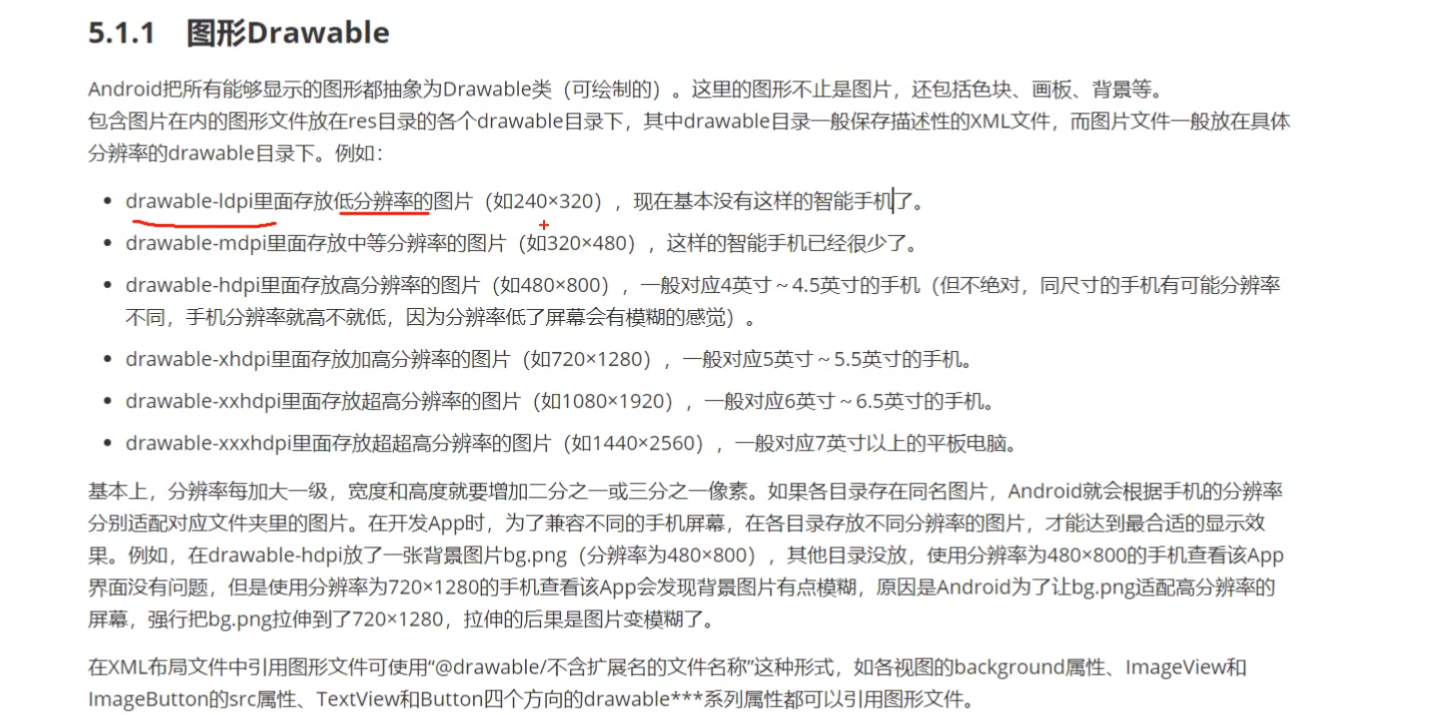 5.1.1 图形Drawable
Android把所有能够显示的图形都抽象为Drawable类（可绘制的）。这里的图形不止是图片，还包括色块、画板、背景等。
包含图片在内的图形文件放在res目录的各个drawable目录下，其中drawable目录一般保存描述性的XML文件，而图片文件一般放在具体
分辨率的drawable目录下。例如：
• drawable-ldpi里面存放低分辨率的图片（如240×320），现在基本没有这样的智能手机了。
• drawable-mdpi里面存放中等分辨率的图片（如320×480），这样的智能手机已经很少了。
• drawable-hdpi里面存放高分辨率的图片（如480×800），一般对应4英寸～4.5英寸的手机（但不绝对，同尺寸的手机有可能分辨率
不同，手机分辨率就高不就低，因为分辨率低了屏幕会有模糊的感觉）。
• drawable-xhdpi里面存放加高分辨率的图片（如720×1280），一般对应5英寸～5.5英寸的手机。
• drawable-xxhdpi里面存放超高分辨率的图片（如1080×1920），一般对应6英寸～6.5英寸的手机。
• drawable-xxxhdpi里面存放超超高分辨率的图片（如1440×2560），一般对应7英寸以上的平板电脑。
基本上，分辨率每加大一级，宽度和高度就要增加二分之一或三分之一像素。如果各目录存在同名图片，Android就会根据手机的分辨率
分别适配对应文件夹里的图片。在开发App时，为了兼容不同的手机屏幕，在各目录存放不同分辨率的图片，才能达到最合适的显示效
果。例如，在drawable-hdpi放了一张背景图片bg.png（分辨率为480×800），其他目录没放，使用分辨率为480×800的手机查看该App
界面没有问题，但是使用分辨率为720×1280的手机查看该App会发现背景图片有点模糊，原因是Android为了让bg.png适配高分辨率的
屏幕，强行把bg.png拉伸到了720×1280，拉伸的后果是图片变模糊了。
在XML布局文件中引用图形文件可使用“@drawable/不含扩展名的文件名称”这种形式，如各视图的background属性、ImageView和
ImageButton的src属性、TextView和Button四个方向的drawable***系列属性都可以引用图形文件。